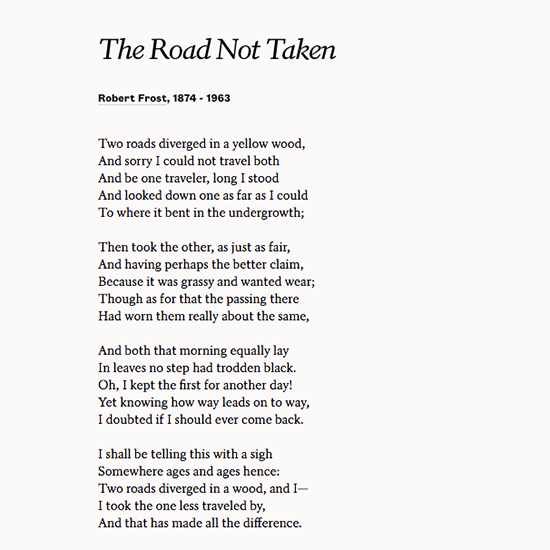 The Road Not Taken
Robert Frost, 1874 - 1963
Two roads diverged in a yellow wood,
And sorry I could not travel both
And be one traveler, long I stood
And looked down one as far as I could
To where it bent in the undergrowth;
Then took the other, as just as fair,
And having perhaps the better claim,
Because it was grassy and wanted wear;
Though as for that the passing there
Had worn them really about the same,
And both that morning equally lay
In leaves no step had trodden black.
Oh, I kept the first for another day!
Yet knowing how way leads on to way,
I doubted if I should ever come back.
I shall be telling this with a sigh
Somewhere ages and ages hence:
Two roads diverged in a wood, and I—
I took the one less traveled by,
And that has made all the difference.